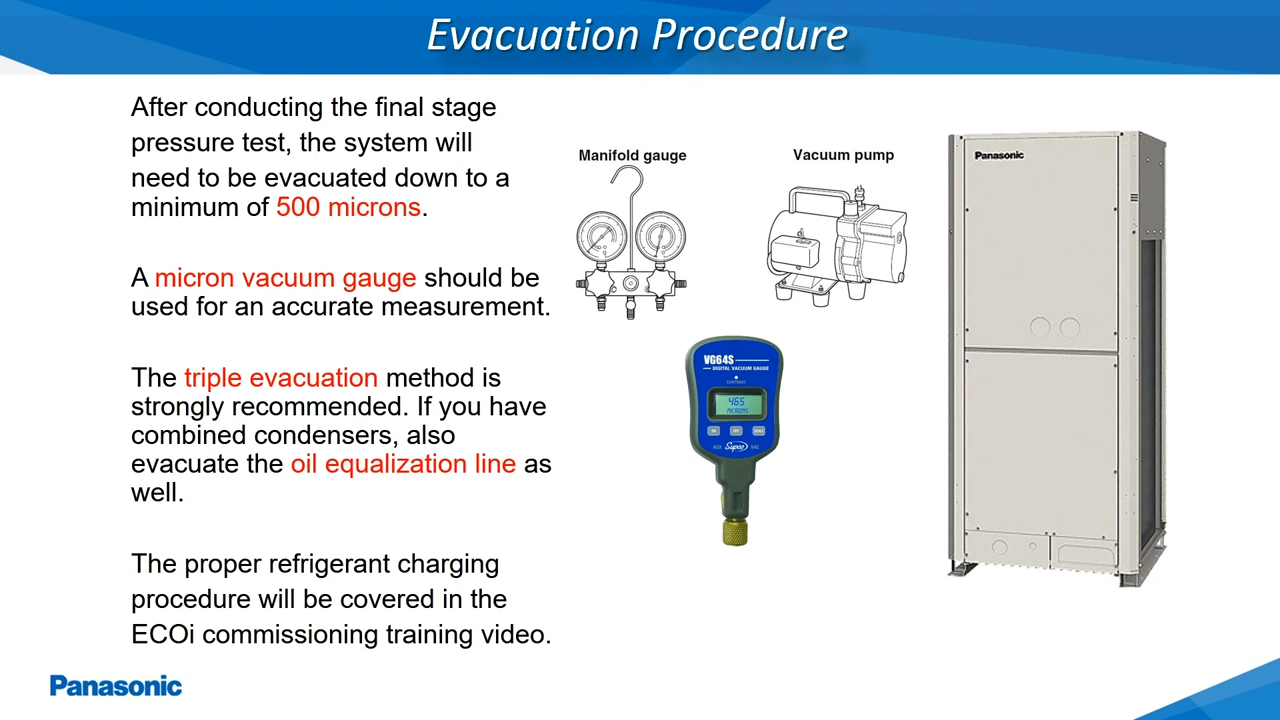 Evacuation Procedure
After conducting the final stage
pressure test, the system will
need to be evacuated down to a
minimum of 500 microns.
A micron vacuum gauge should be
used for an accurate measurement.
The triple evacuation method is
strongly recommended. If you have
combined condensers, also
evacuate the oil equalization line as
well.
The proper refrigerant charging
procedure will be covered in the
ECOi commissioning training video.
Manifold gauge
Vacuum pump
Panasonic
VG64S
DIGITAL VACUUM GAUGE
CONTRAST
465
MICRONS
AUX Supco VAC
Panasonic